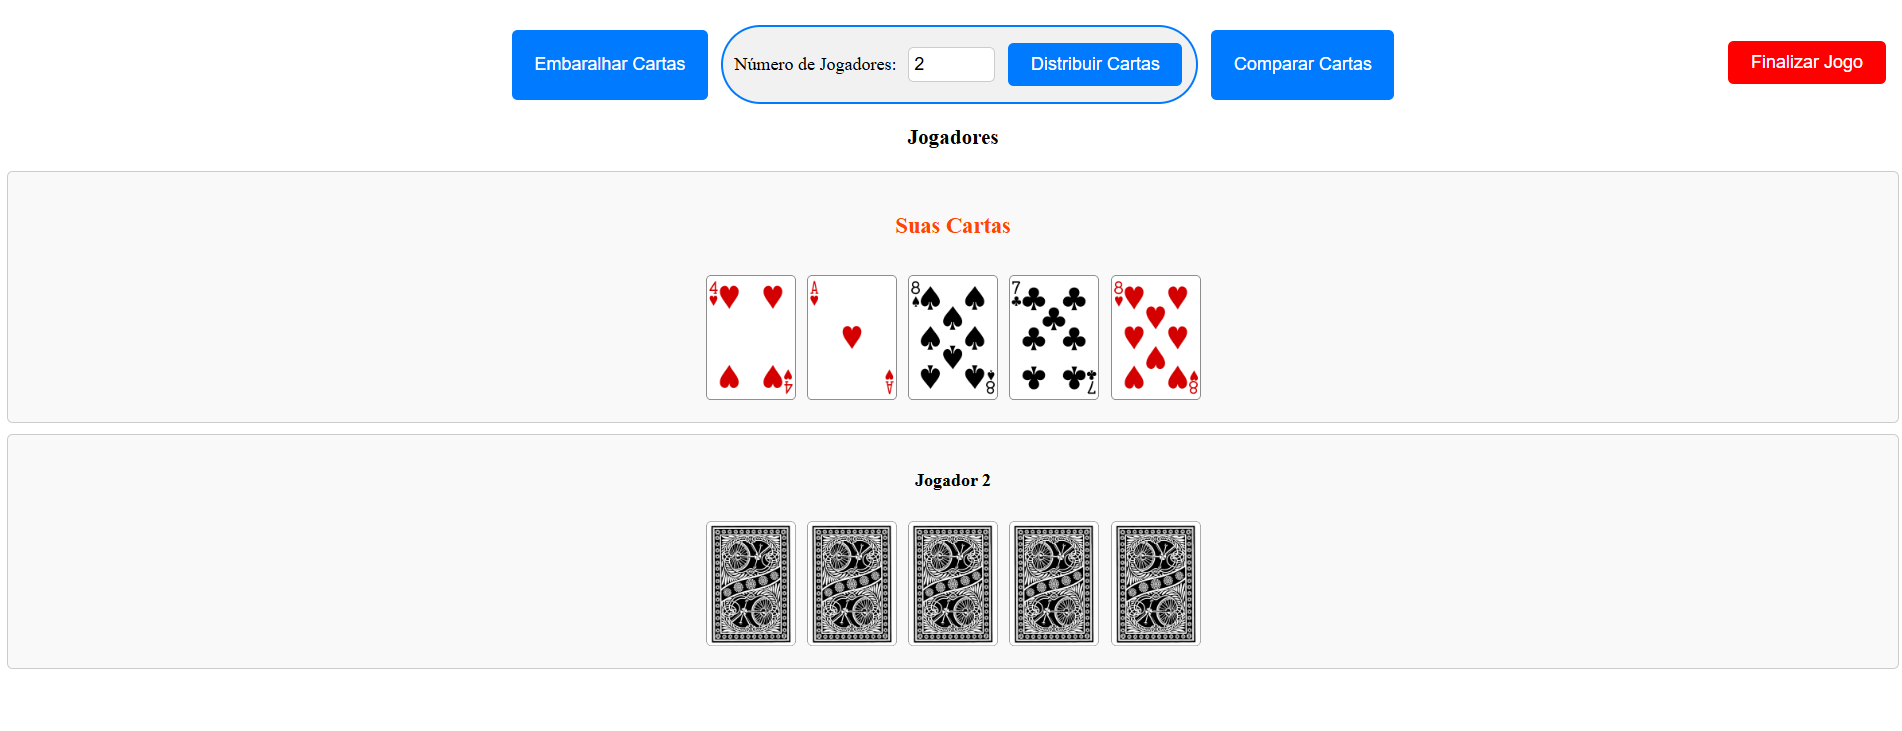 Embaralhar Cartas
Número de Jogadores: 2 Distribuir Cartas
Comparar Cartas
Finalizar Jogo
Jogadores
Suas Cartas
4 A 8 7 8
4 A 8 7 8
Jogador 2